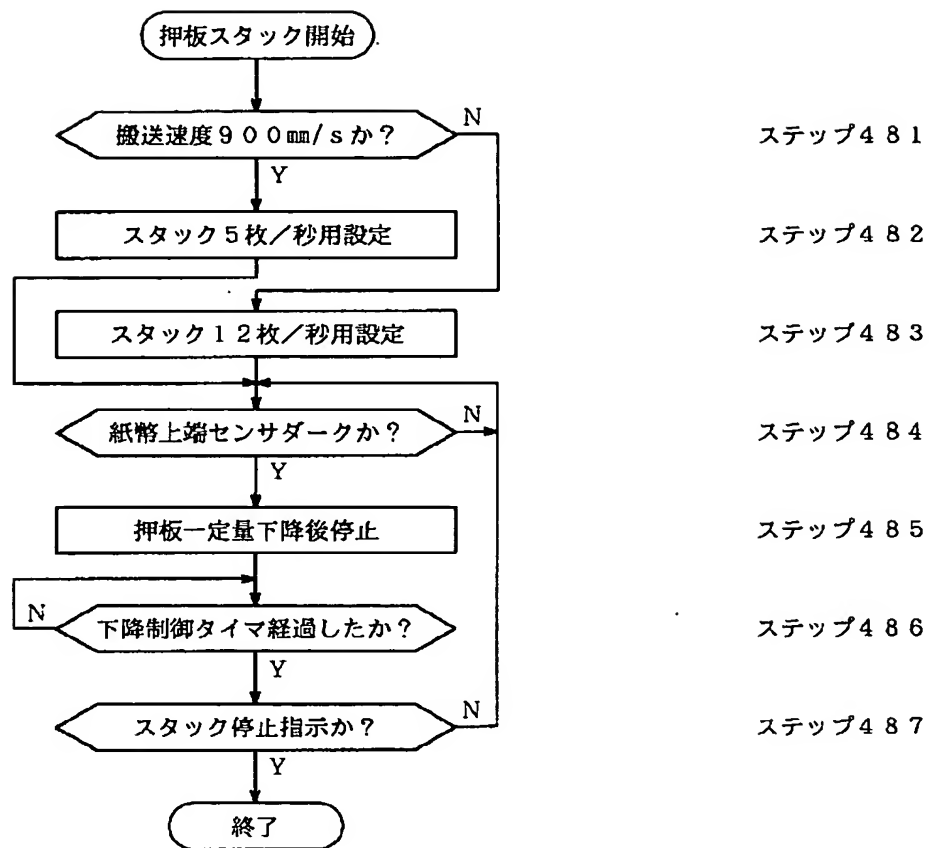 押板スタック開始
搬送速度900㎜/sか?
N
ステップ481
Y
スタック5枚/秒用設定
ステップ482
スタック12枚/秒用設定
ステップ483
紙幣上端センサダークか?
N
ステップ484
Y
押板一定量下降後停止
ステップ485
N
下降制御タイマ経過したか?
ステップ486
Y
スタック停止指示か?
N
ステップ487
Y
終了